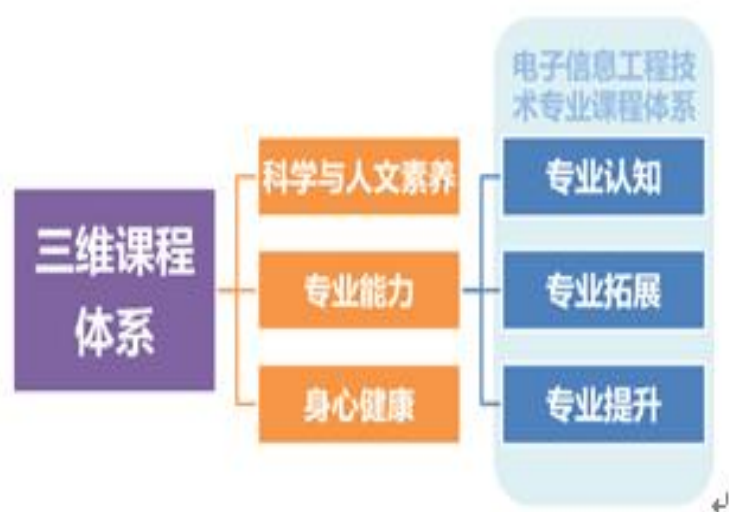 电子信息工程技
术专业课程体系
三维课程
体系
科学与人文素养
专业能力
身心健康
专业认知
专业拓展
专业提升